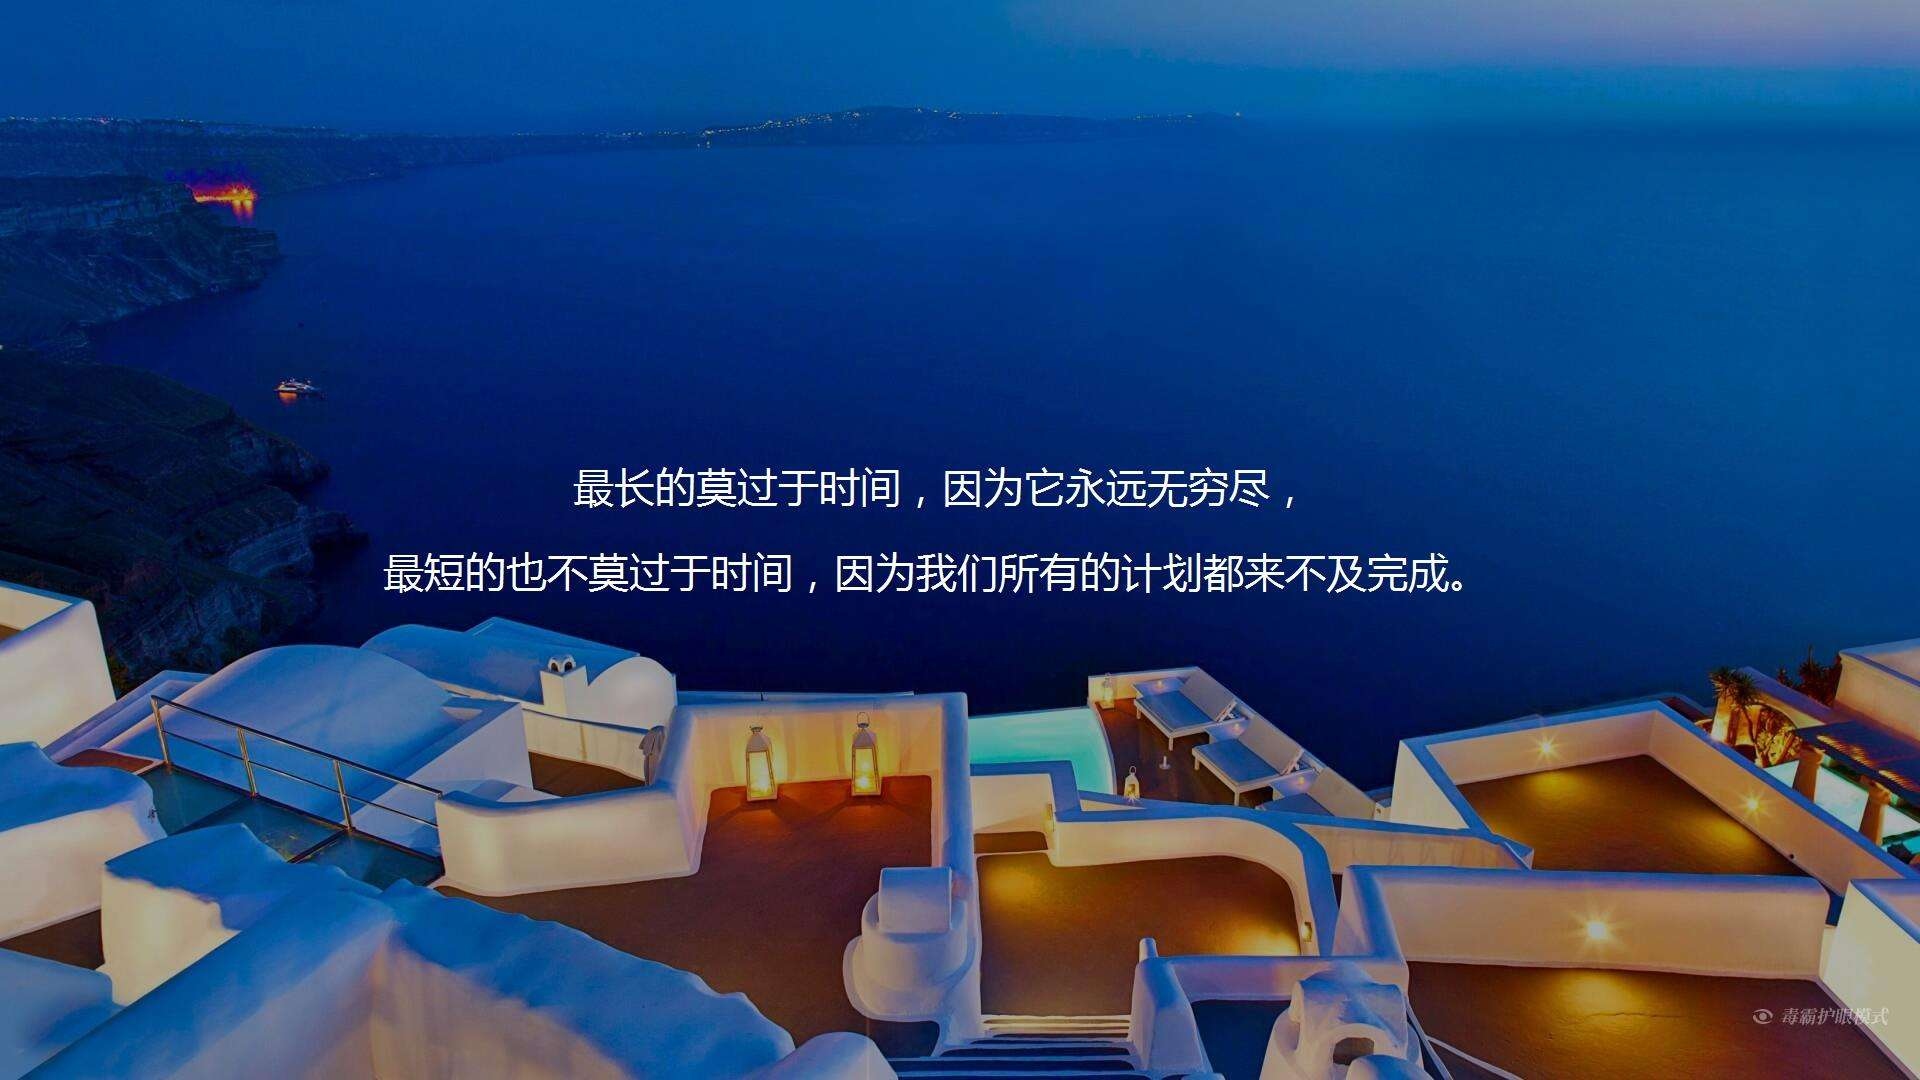 最长的莫过于时间，因为它永远无穷尽，
最短的也不莫过于时间，因为我们所有的计划都来不及完成。
毒霸护眼模式